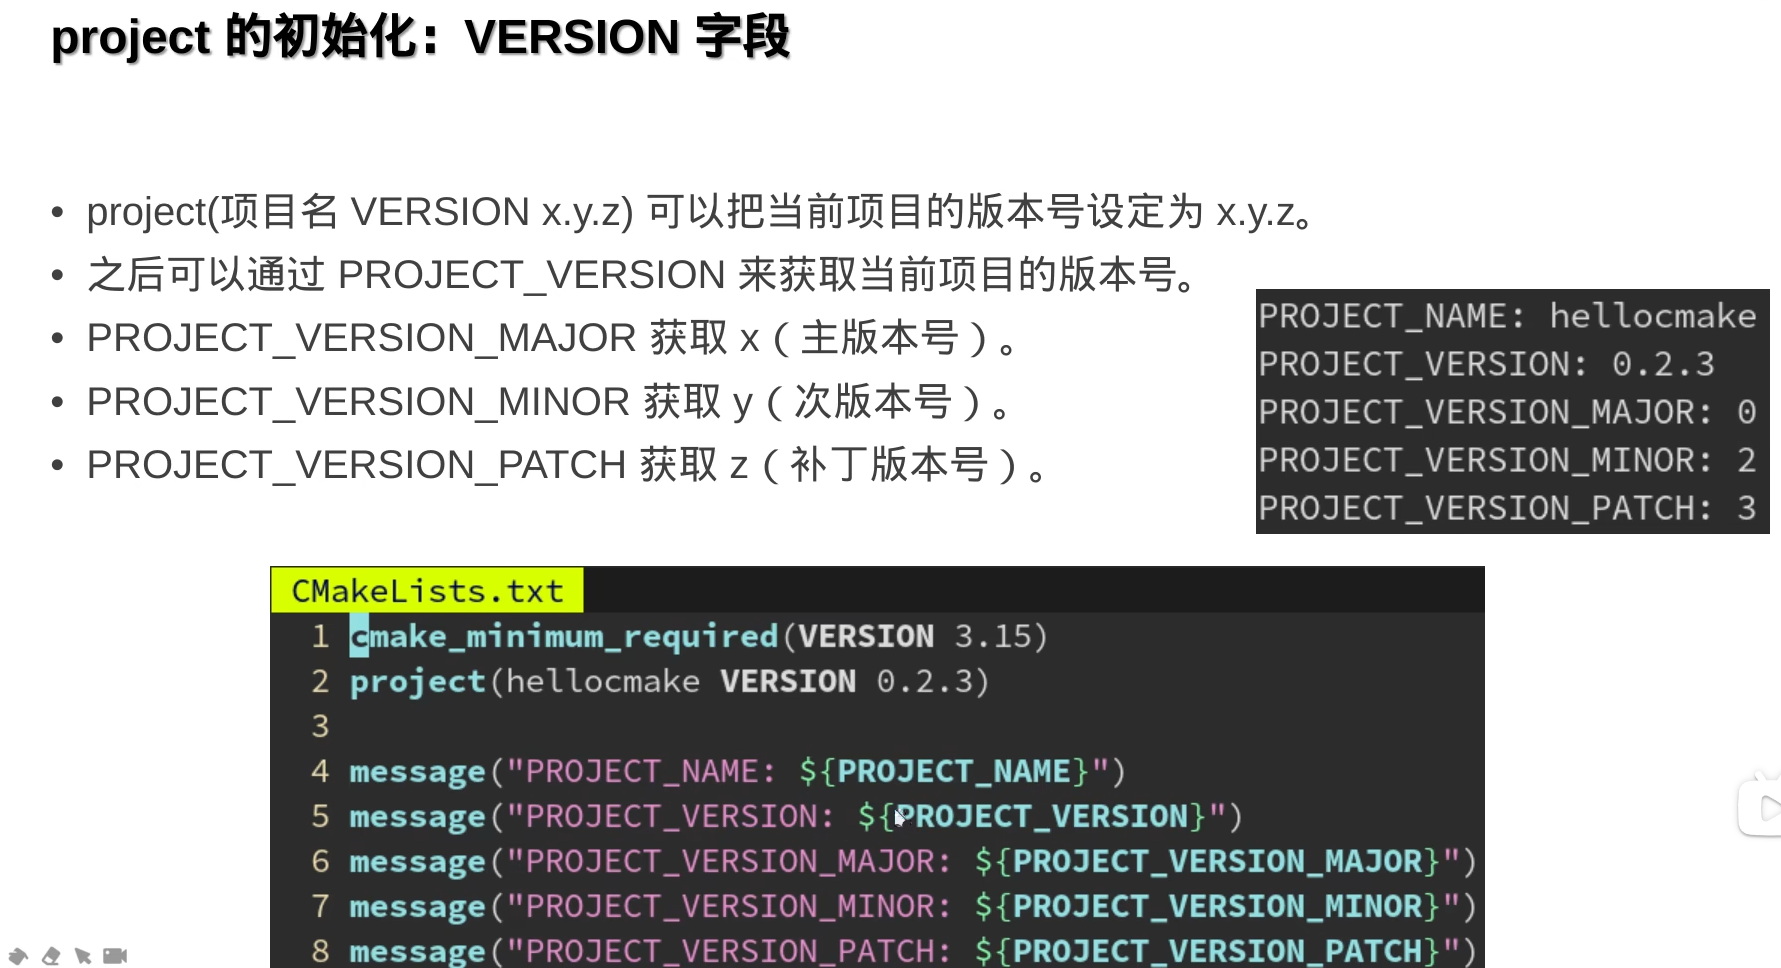 project 的初始化：VERSION 字段
• project(项目名 VERSION x.y.z) 可以把当前项目的版本号设定为 x.y.z。
• 之后可以通过 PROJECT_VERSION 来获取当前项目的版本号。
• PROJECT_VERSION_MAJOR 获取 x（主版本号）。
• PROJECT_VERSION_MINOR 获取 y（次版本号）。
• PROJECT_VERSION_PATCH 获取 z（补丁版本号）。
PROJECT_NAME: hellocmake
PROJECT_VERSION: 0.2.3
PROJECT_VERSION_MAJOR: 0
PROJECT_VERSION_MINOR: 2
PROJECT_VERSION_PATCH: 3
CMakeLists.txt
1 cmake_minimum_required(VERSION 3.15)
2 project(hellocmake VERSION 0.2.3)
3
4 message("PROJECT_NAME: ${PROJECT_NAME}")
5 message("PROJECT_VERSION: ${PROJECT_VERSION}")
6 message("PROJECT_VERSION_MAJOR: ${PROJECT_VERSION_MAJOR}")
7 message("PROJECT_VERSION_MINOR: ${PROJECT_VERSION_MINOR}")
8 message("PROJECT_VERSION_PATCH: ${PROJECT_VERSION_PATCH}")